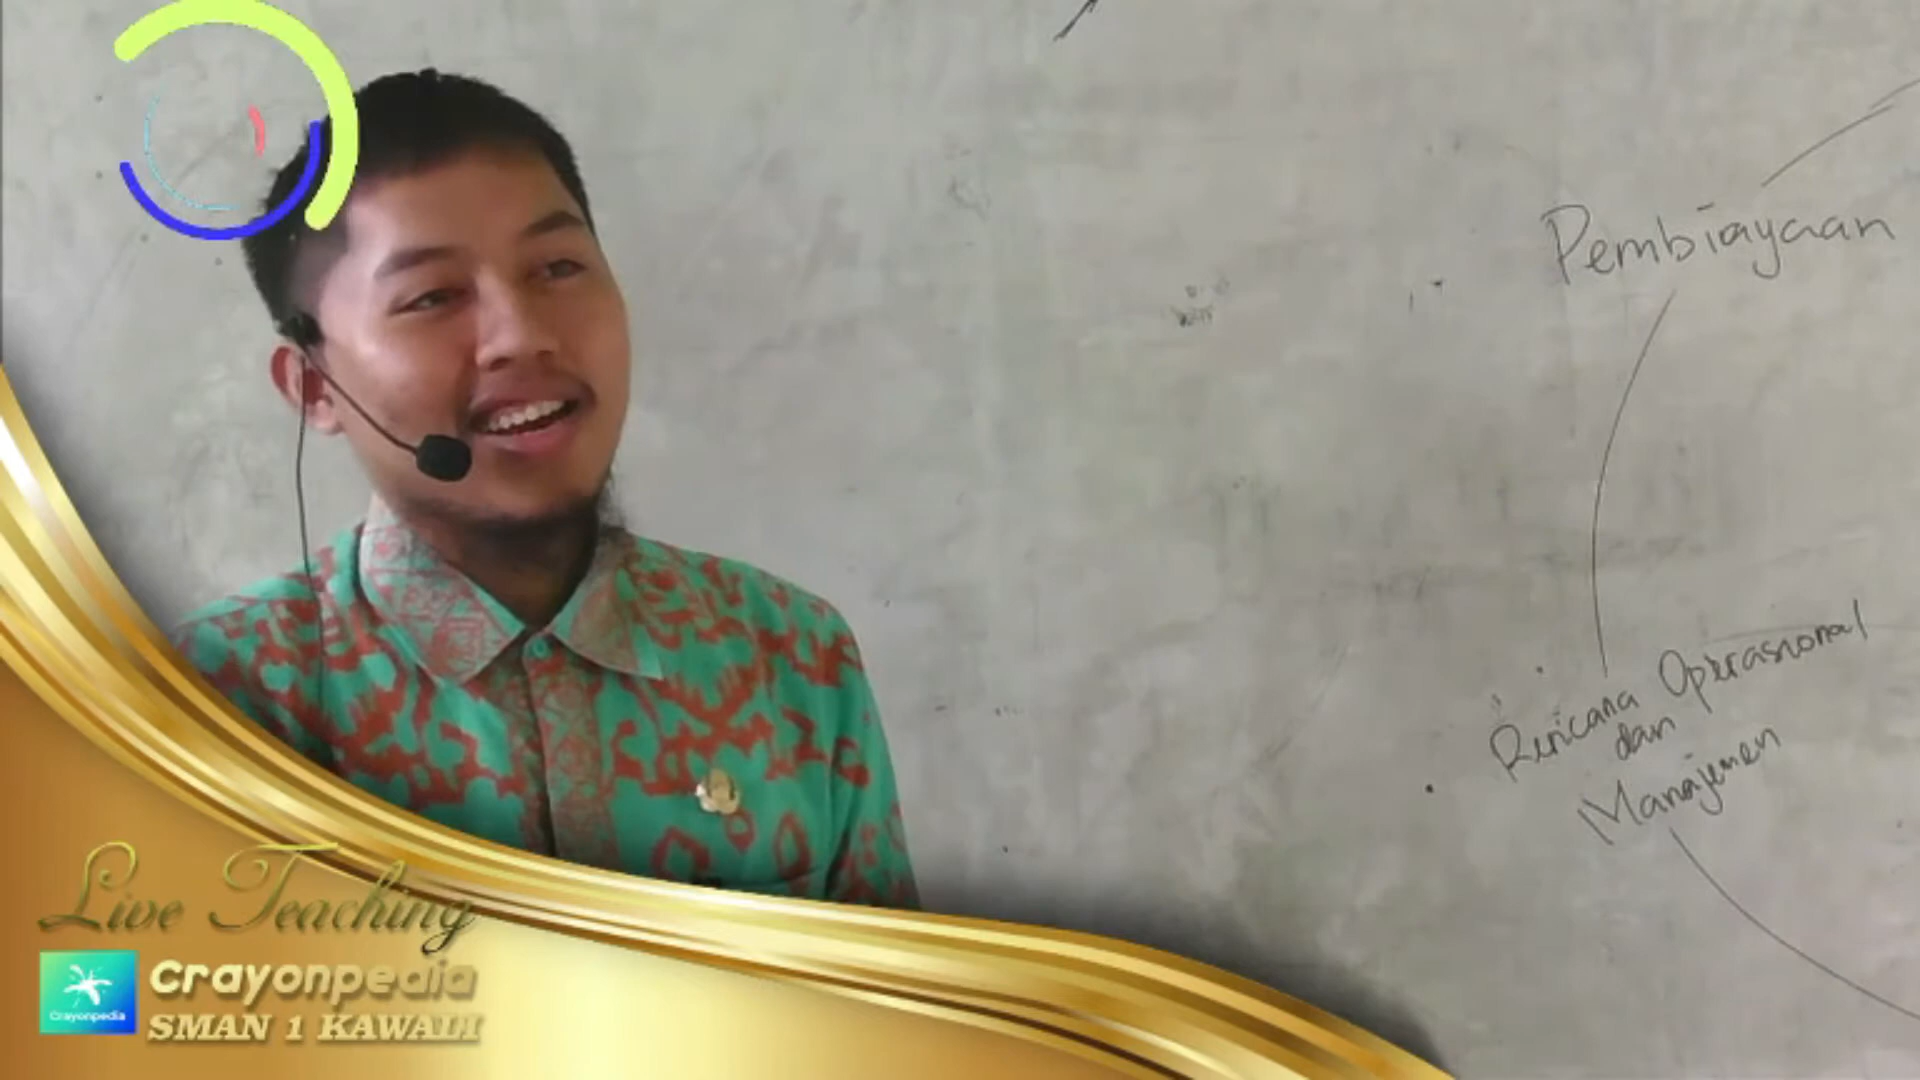 Pembiayaan
Rencana Operasional
dan
Manajemen
Live Teaching
Crayonpedia
Crayonpedia
SMAN 1 KAWALI